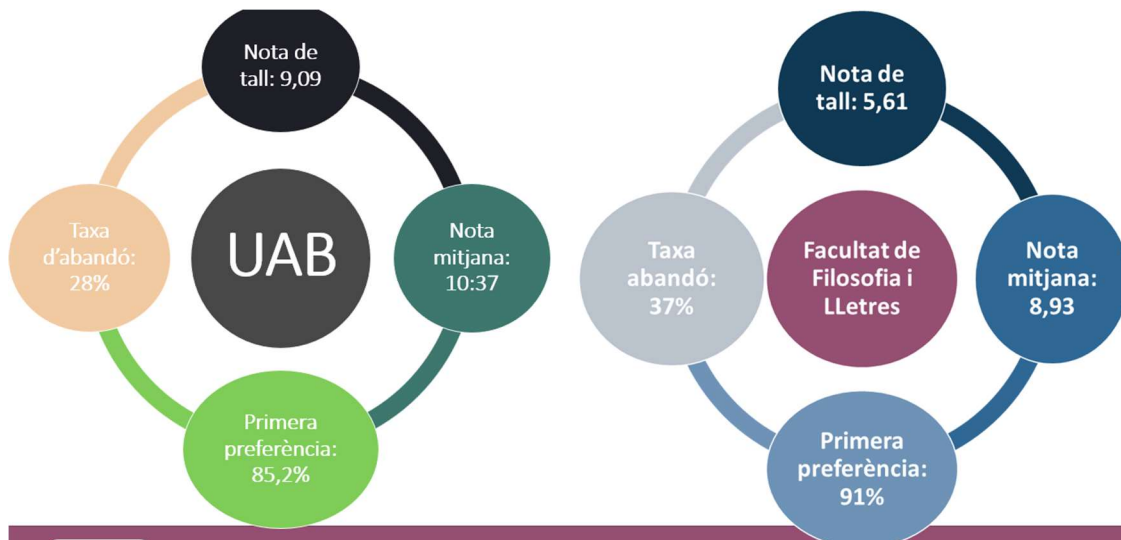 Nota de
tall: 9,09
Taxa
d'abandó:
28%
UAB
Nota
mitjana:
10:37
Primera
preferència:
85,2%
Nota de
tall: 5,61
Taxa
abandó:
37%
Facultat de
Filosofia i
LLetres
Nota
mitjana:
8,93
Primera
preferència:
91%